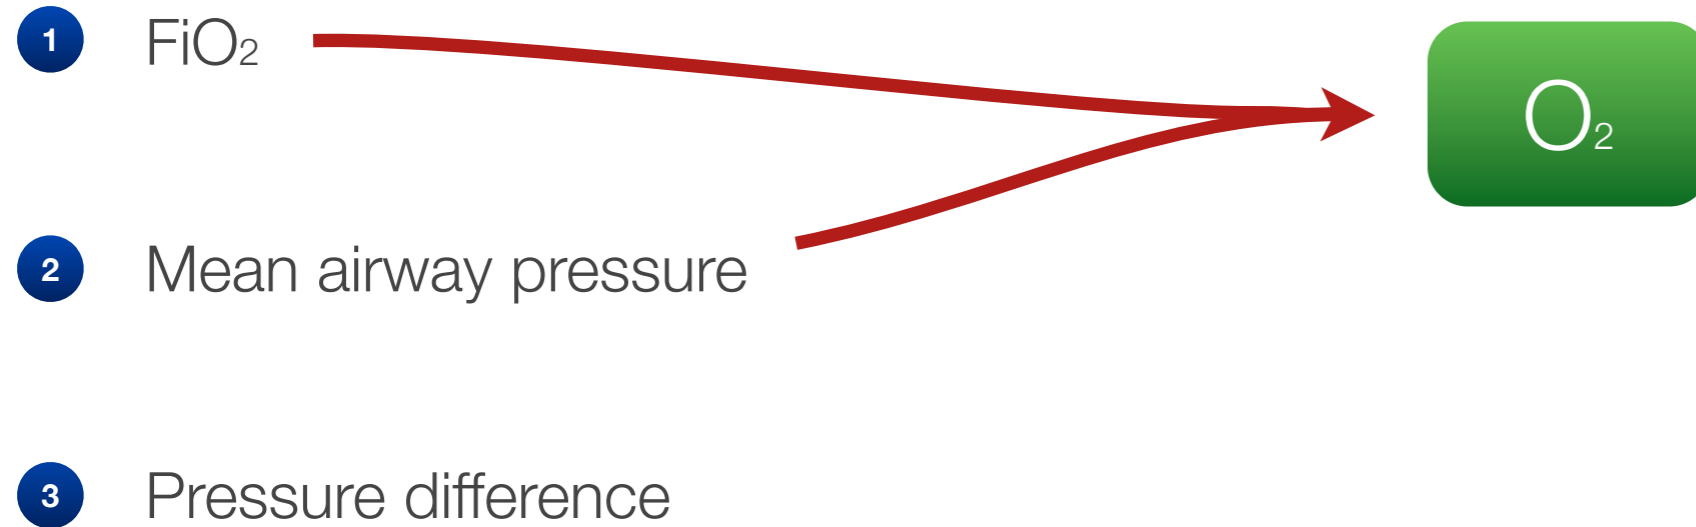 1 FiO₂
O₂
2 Mean airway pressure
3 Pressure difference